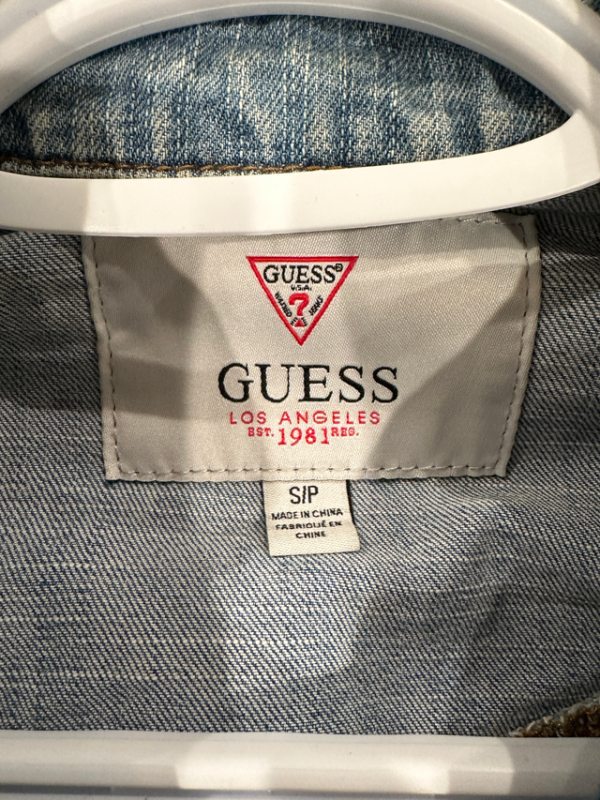 GUESS®
U.S.A.
?
GUESS
LOS ANGELES
EST. 1981 REG.
S/P
MADE IN CHINA
FABRIQUÉ EN
CHINE